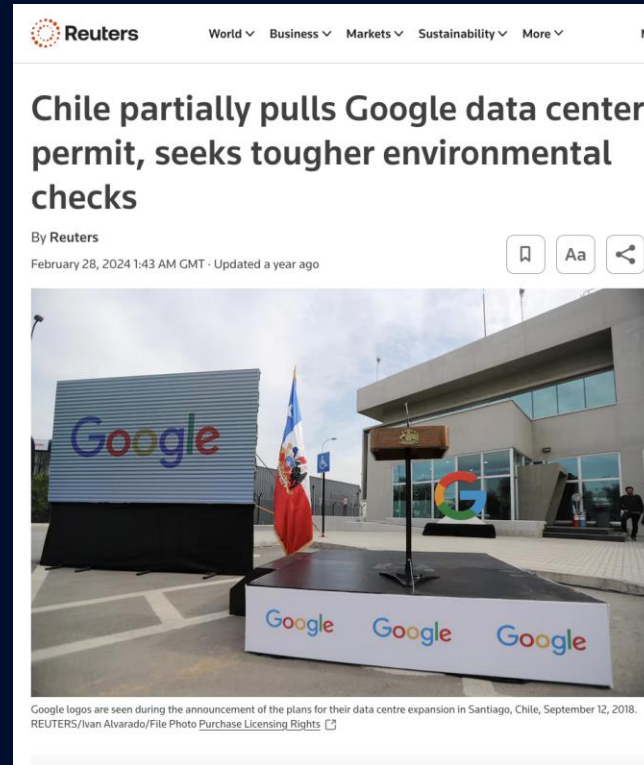 Reuters
World Business Markets Sustainability More
Chile partially pulls Google data center
permit, seeks tougher environmental
checks
By Reuters
February 28, 2024 1:43 AM GMT · Updated a year ago
Aa
Google
G
Google Google Google
Google logos are seen during the announcement of the plans for their data centre expansion in Santiago, Chile, September 12, 2018.
REUTERS/Ivan Alvarado/File Photo Purchase Licensing Rights